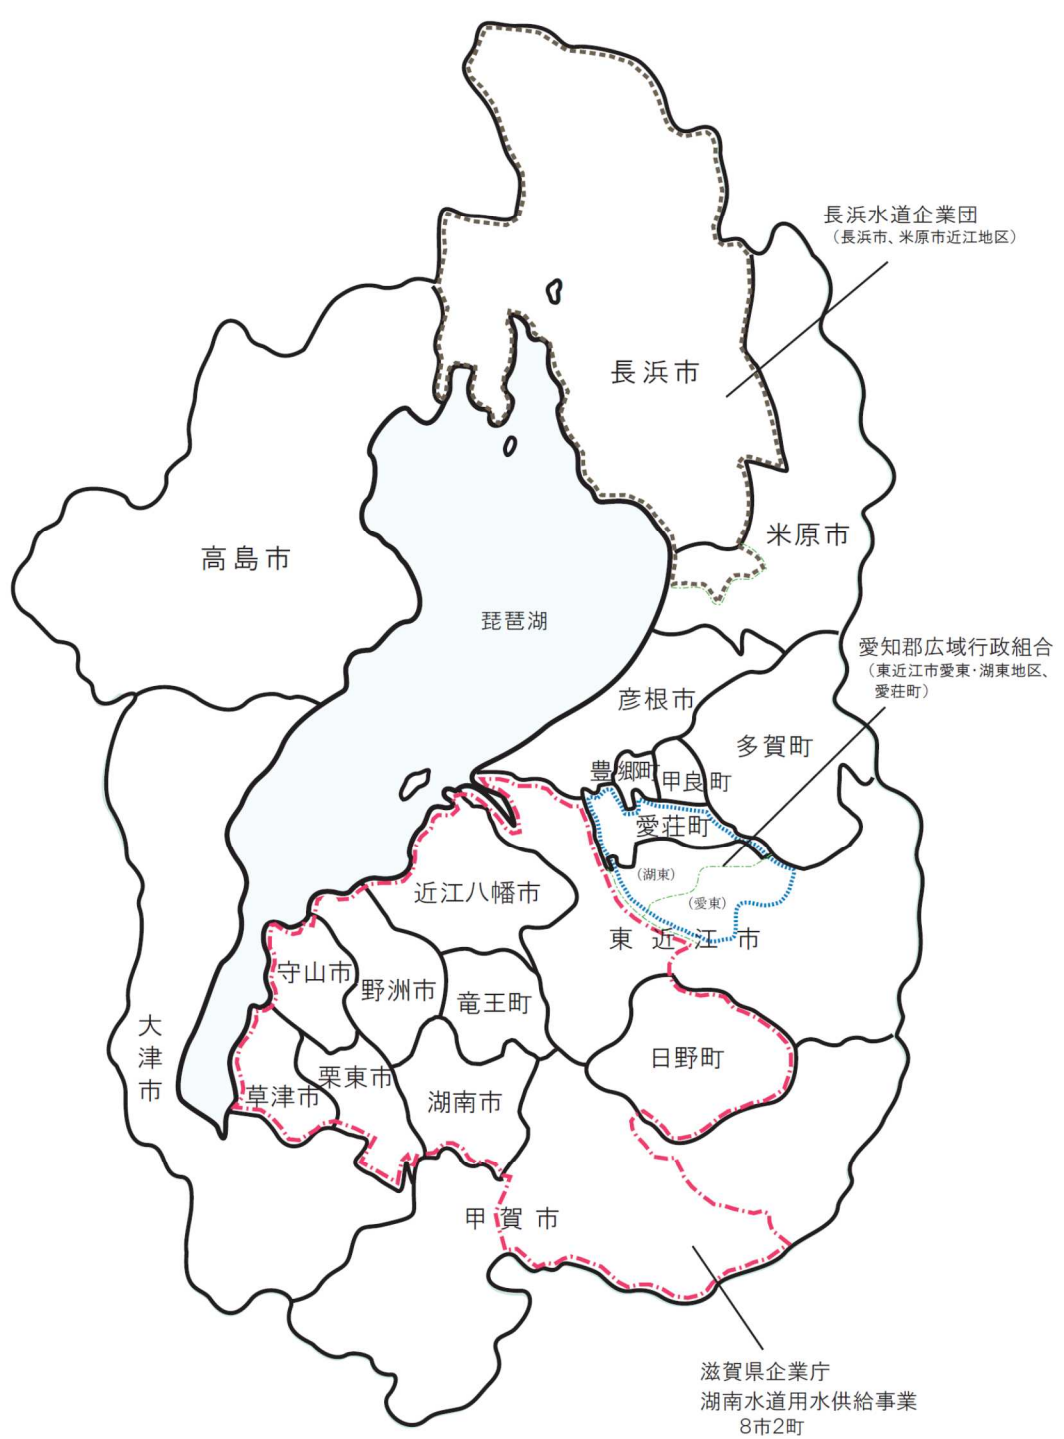 長浜水道企業団
（長浜市、米原市近江地区）
長浜市
米原市
高島市
琵琶湖
愛知郡広域行政組合
（東近江市愛東・湖東地区、
愛荘町）
彦根市
多賀町
豊郷町
甲良町
愛荘町
（湖東）
近江八幡市
（愛東）
東近江市
守山市
野洲市
竜王町
大津市
日野町
栗東市
草津市
湖南市
甲賀市
滋賀県企業庁
湖南水道用水供給事業
8市2町